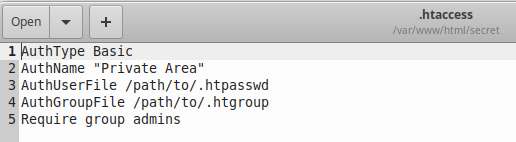 Open
+
.htaccess
/var/www/html/secret
1 AuthType Basic
2 AuthName "Private Area"
3 AuthUserFile /path/to/.htpasswd
4 AuthGroupFile /path/to/.htgroup
5 Require group admins